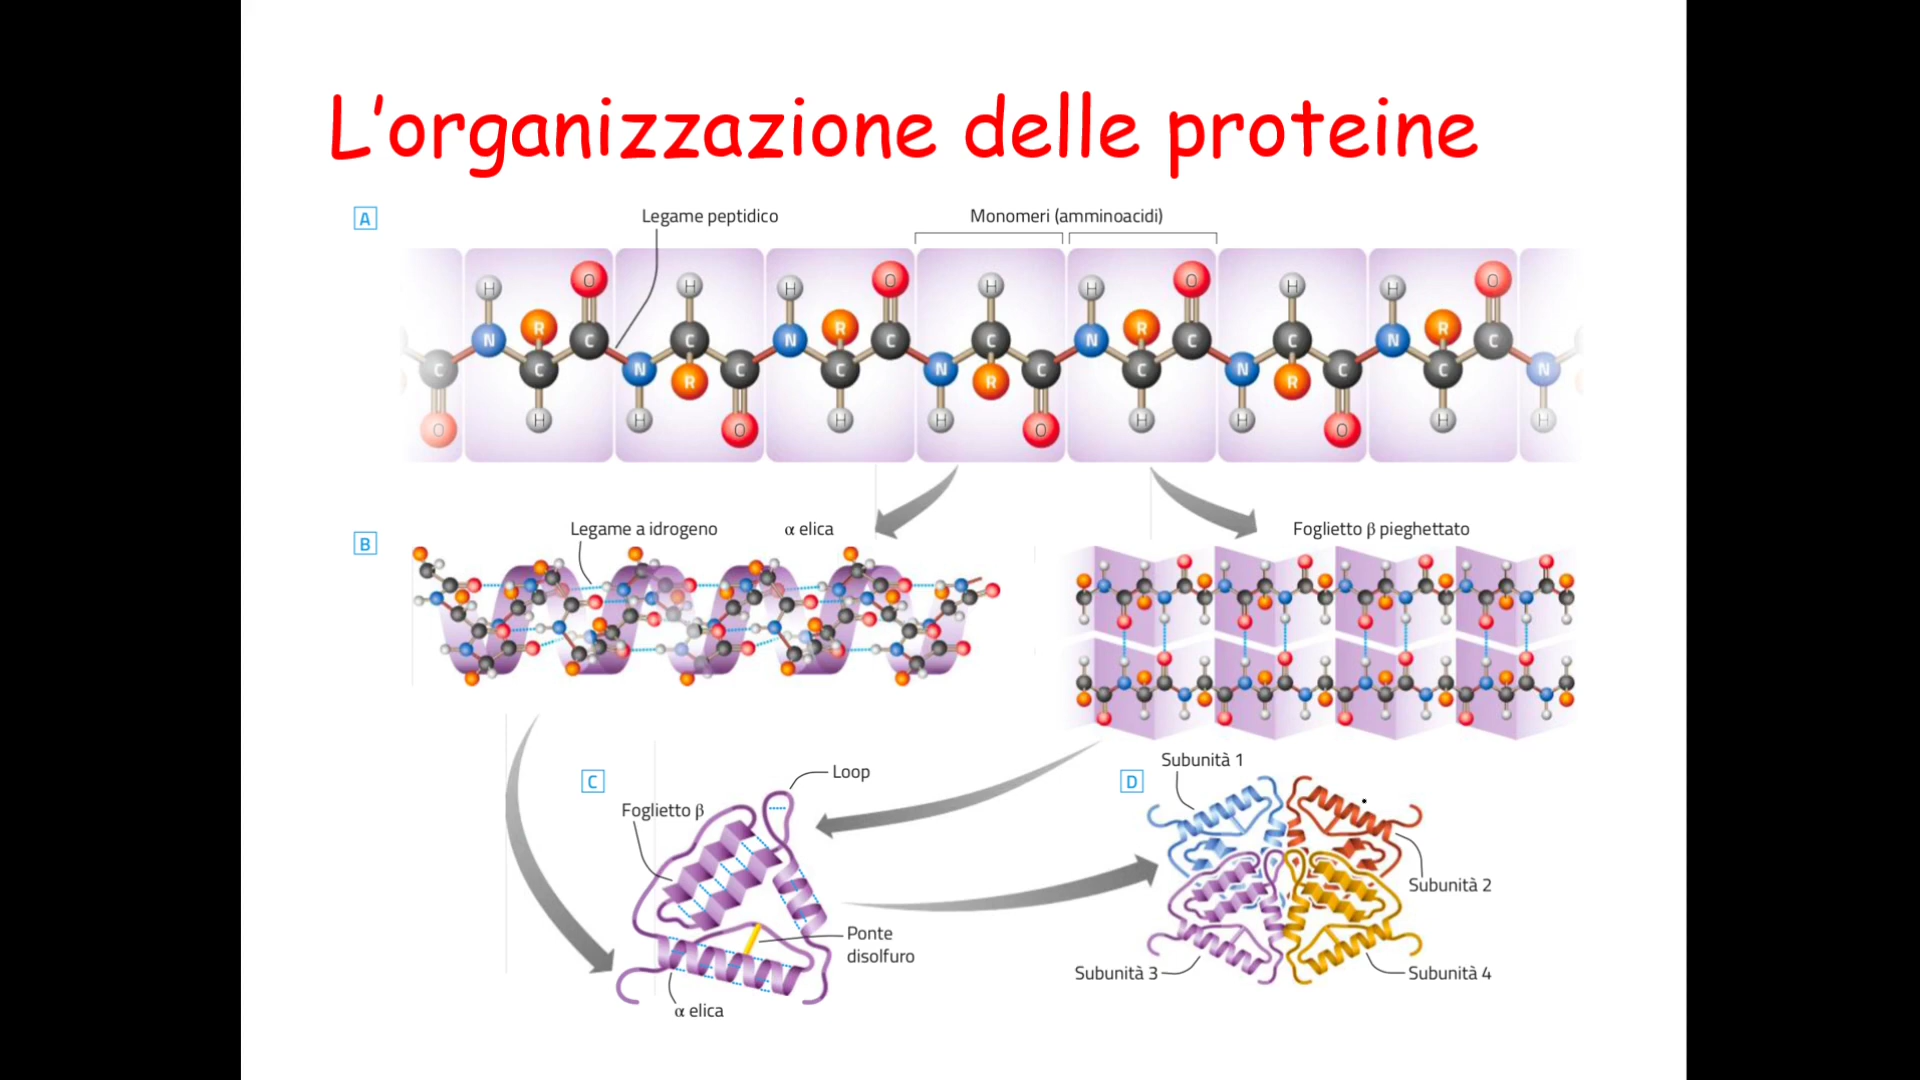 L'organizzazione delle proteine
A
Legame peptidico
Monomeri (amminoacidi)
H O H H O H H O H H O
N R C C N R C C N R C C N R C
C N R C C N R C C N R C C N
O H H O H H O H H O H H
B
Legame a idrogeno
α elica
Foglietto β pieghettato
C
Loop
Foglietto β
Ponte
disolfuro
α elica
D
Subunità 1
Subunità 2
Subunità 3
Subunità 4